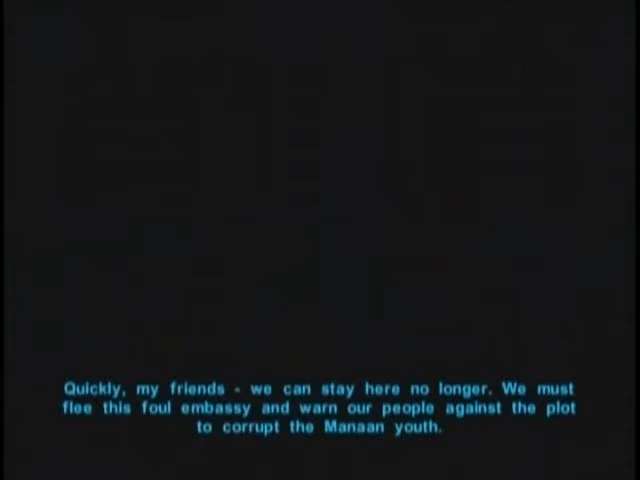 Quickly, my friends - we can stay here no longer. We must
flee this foul embassy and warn our people against the plot
to corrupt the Manaan youth.